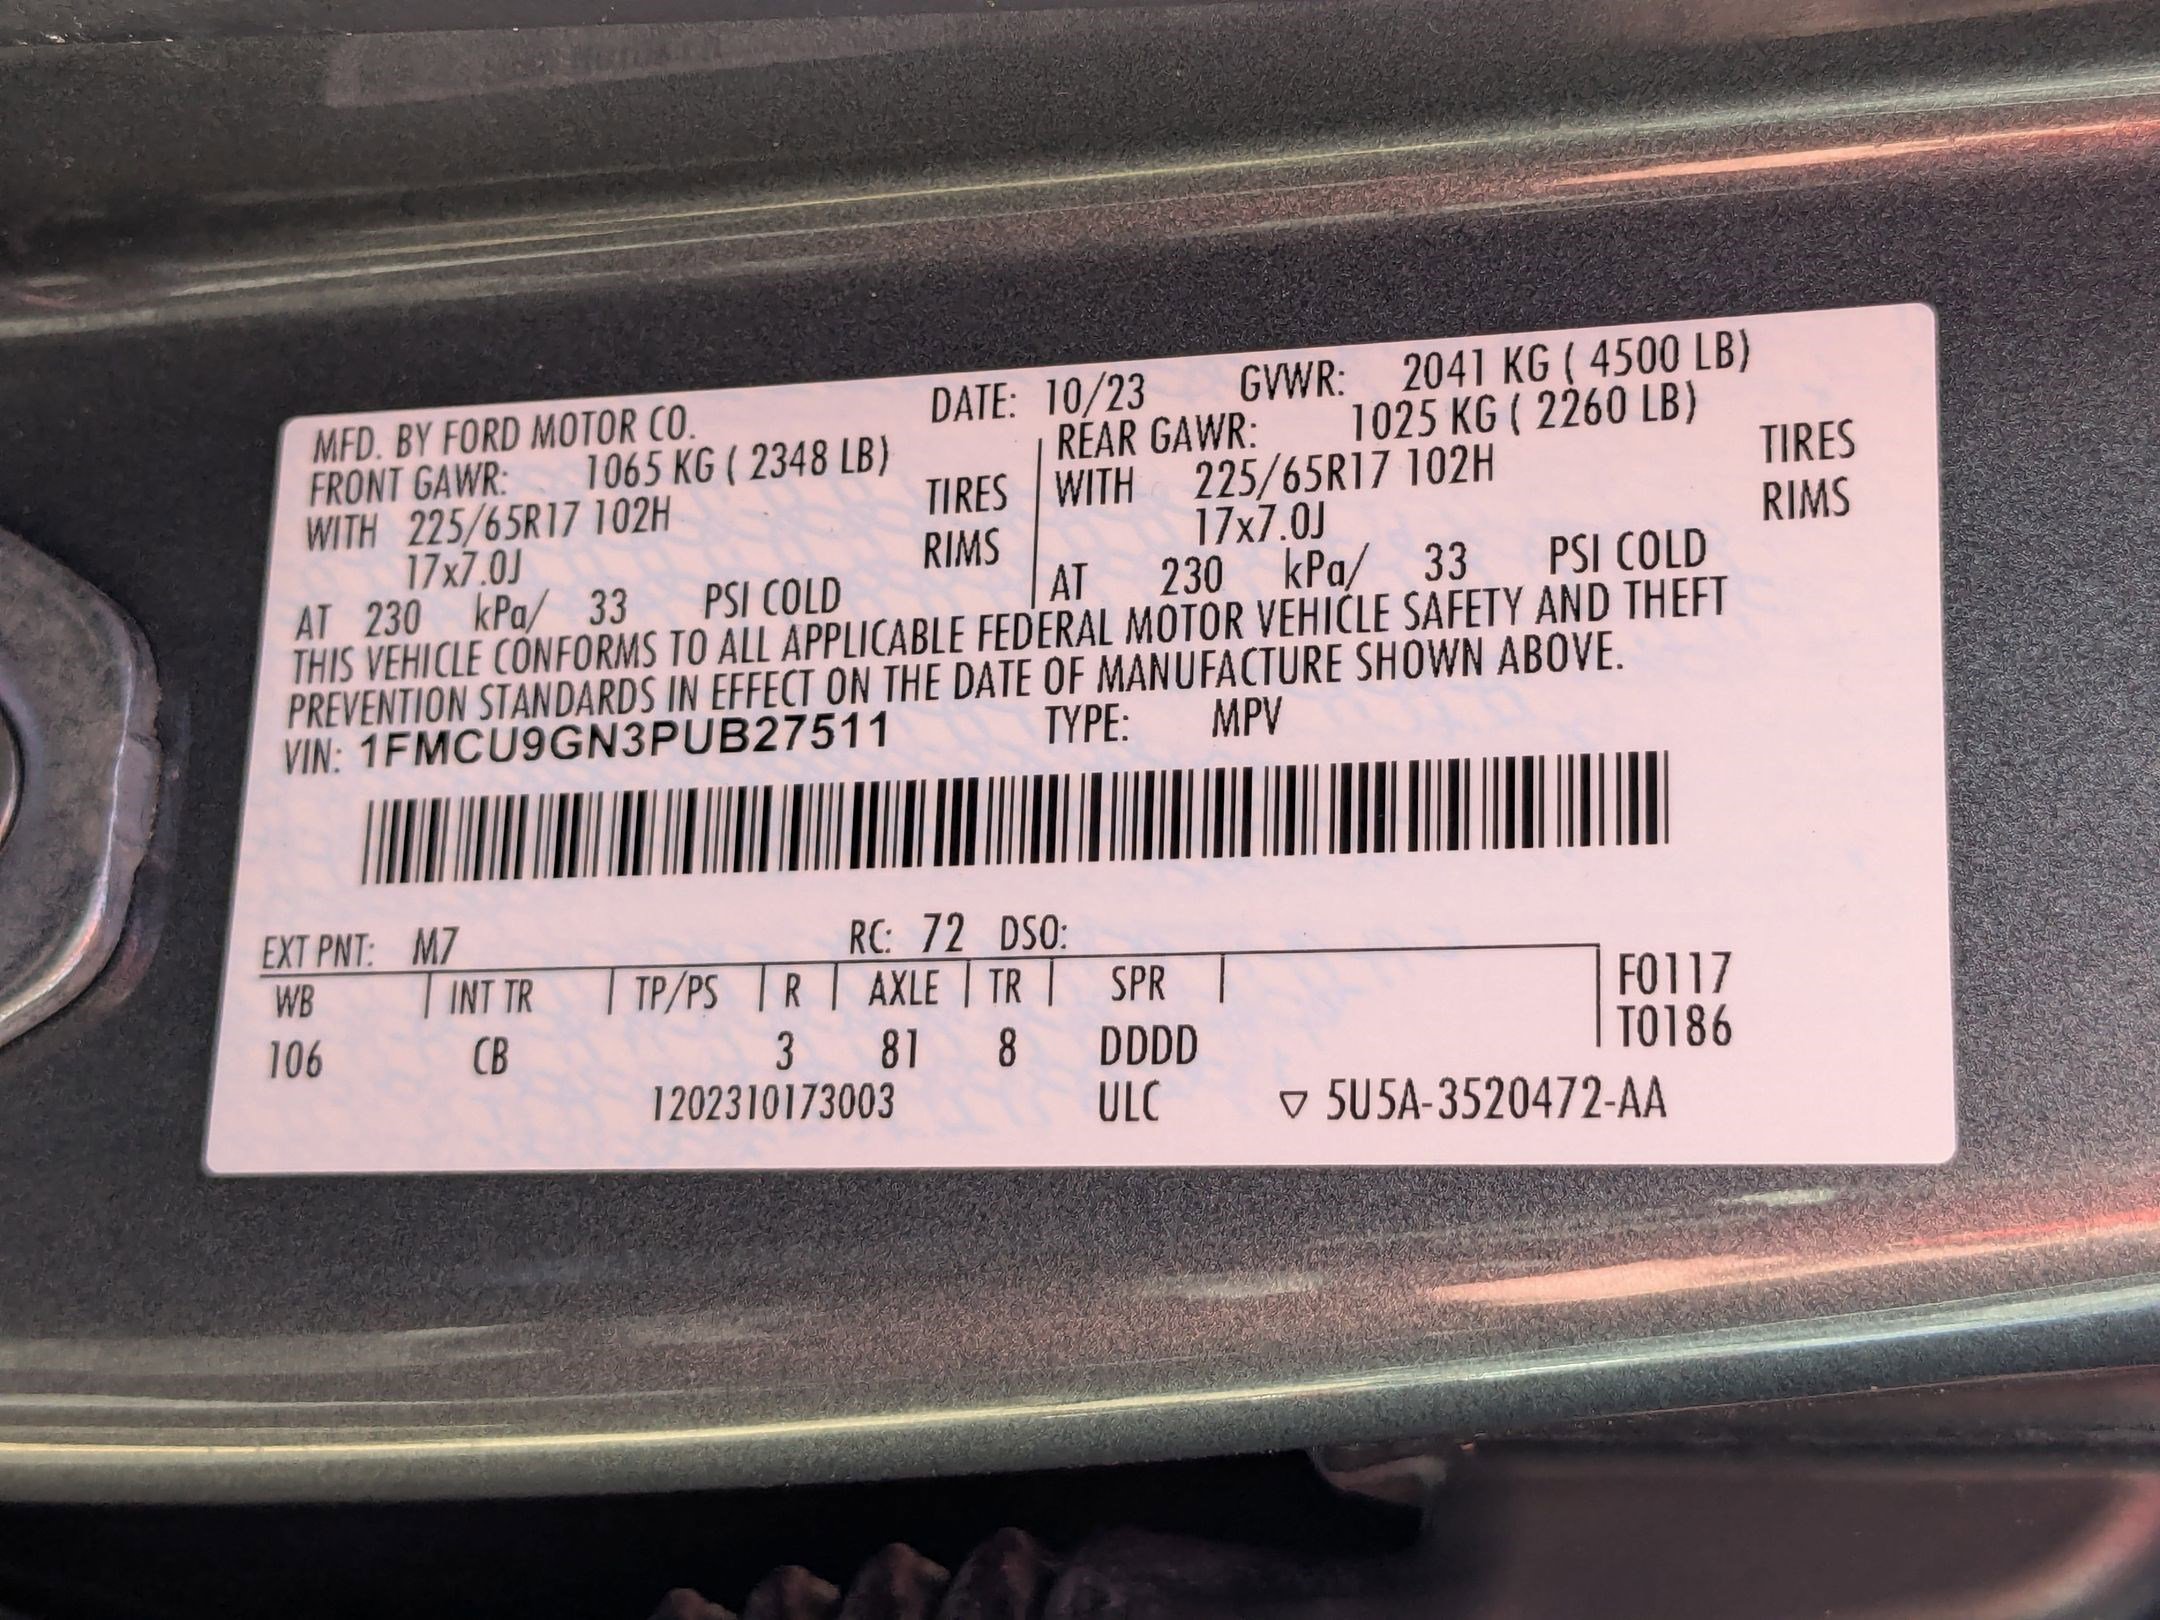 MFD. BY FORD MOTOR CO. DATE: 10/23 GVWR: 2041 KG ( 4500 LB)
FRONT GAWR: 1065 KG ( 2348 LB) REAR GAWR: 1025 KG ( 2260 LB)
WITH 225/65R17 102H TIRES WITH 225/65R17 102H TIRES
17x7.0J RIMS 17x7.0J RIMS
AT 230 kPa/ 33 PSI COLD AT 230 kPa/ 33 PSI COLD
THIS VEHICLE CONFORMS TO ALL APPLICABLE FEDERAL MOTOR VEHICLE SAFETY AND THEFT
PREVENTION STANDARDS IN EFFECT ON THE DATE OF MANUFACTURE SHOWN ABOVE.
VIN: 1FMCU9GN3PUB27511 TYPE: MPV
EXT PNT: M7 RC: 72 DSO:
WB INT TR TP/PS R AXLE TR SPR F0117
T0186
106 CB 3 81 8 DDDD
1202310173003 ULC ▽ 5U5A-3520472-AA